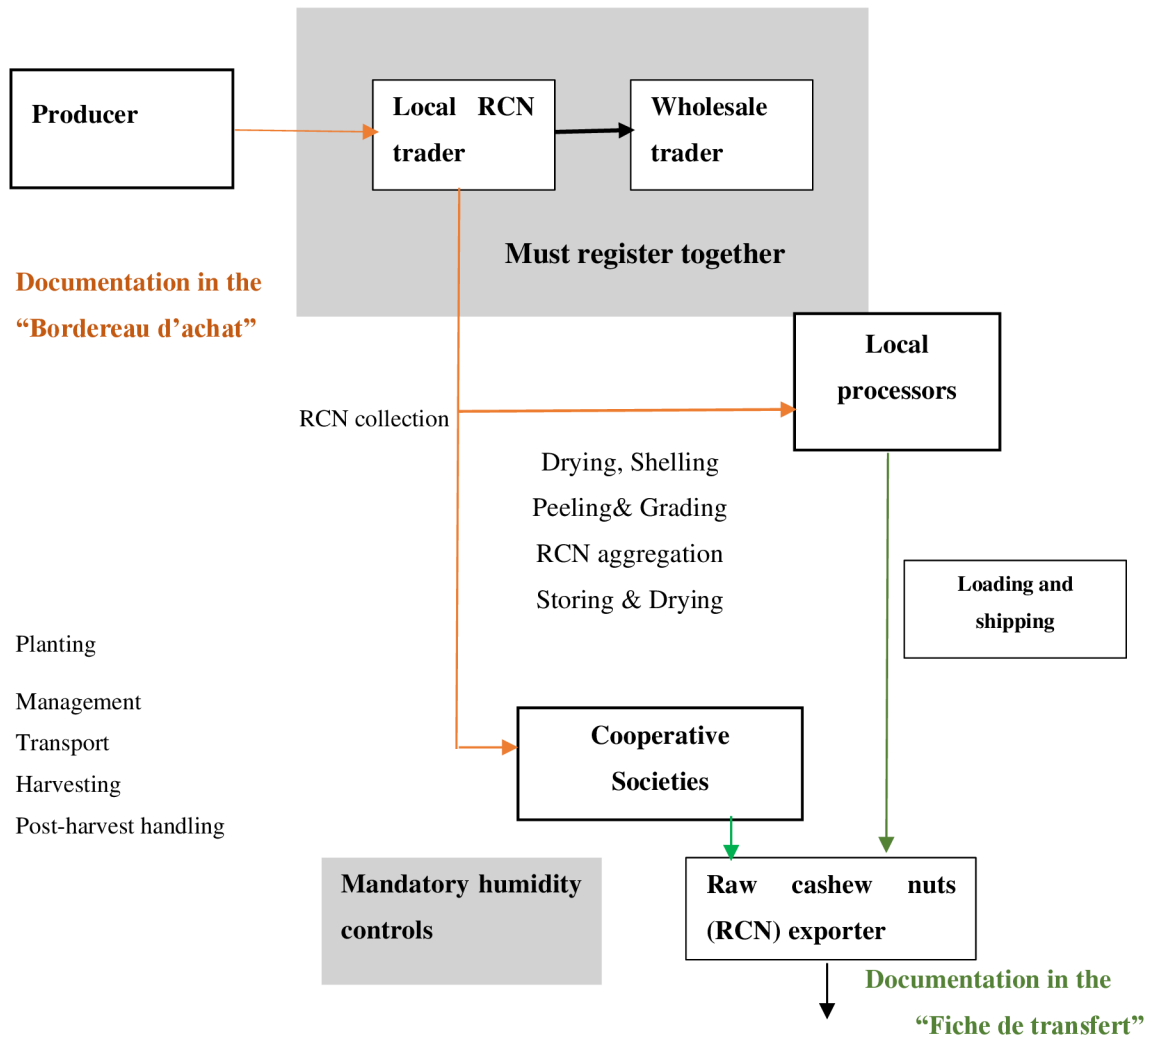 Producer
Local RCN
trader
Wholesale
trader
Must register together
Documentation in the
“Bordereau d’achat”
Local
processors
RCN collection
Drying, Shelling
Peeling& Grading
RCN aggregation
Storing & Drying
Loading and
shipping
Planting
Management
Transport
Harvesting
Post-harvest handling
Cooperative
Societies
Mandatory humidity
controls
Raw cashew nuts
(RCN) exporter
Documentation in the
“Fiche de transfert”